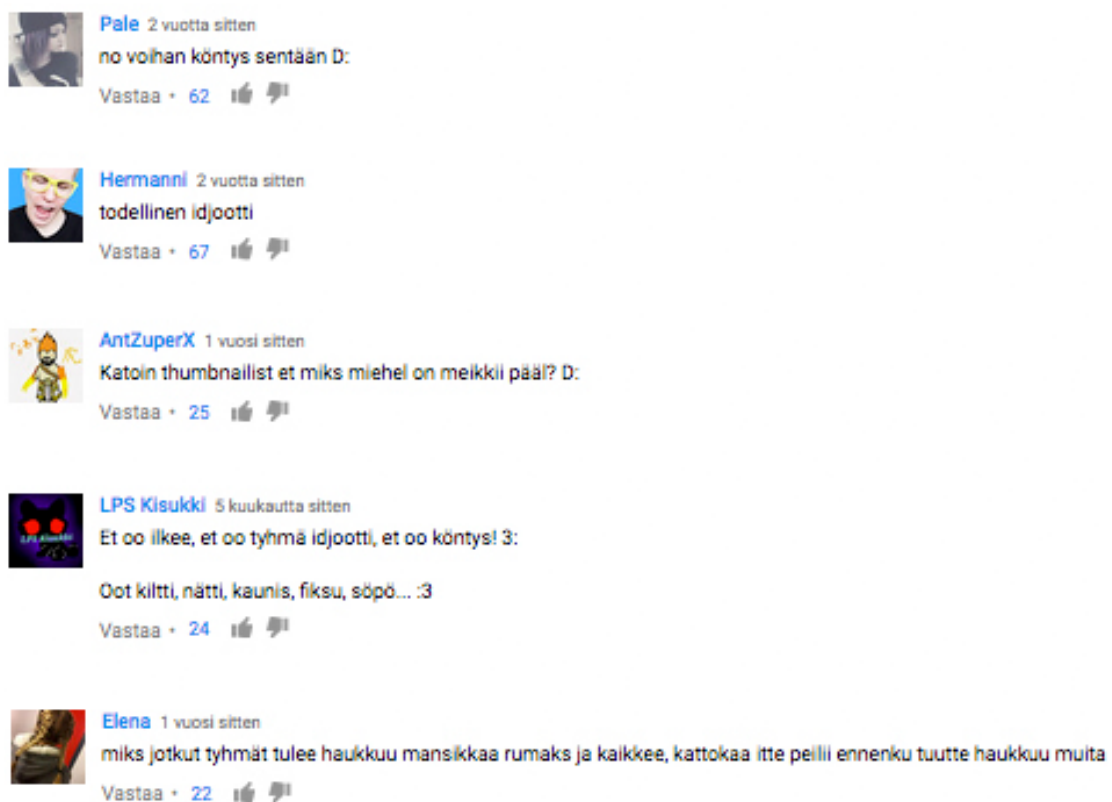 Pale 2 vuotta sitten
no voihan köntys sentään D:
Vastaa • 62
Hermanni 2 vuotta sitten
todellinen idjootti
Vastaa • 67
AntZuperX 1 vuosi sitten
Katoin thumbnailist et miks miehel on meikkii pääl? D:
Vastaa • 25
LPS Kisukki 5 kuukautta sitten
Et oo ilkee, et oo tyhmä idjootti, et oo köntys! 3:
Oot kiltti, nätti, kaunis, fiksu, söpö... :3
Vastaa • 24
LPS Kisukki
Elena 1 vuosi sitten
miks jotkut tyhmät tulee haukkuu mansikkaa rumaks ja kaikkee, kattokaa itte peilii ennenku tuutte haukkuu muita
Vastaa • 22